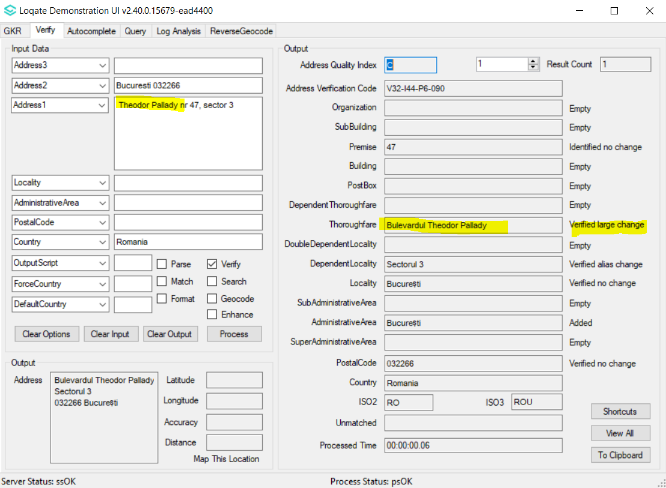 Loqate Demonstration UI v2.40.0.15679-ead4400
GKR Verify Autocomplete Query Log Analysis ReverseGeocode
Input Data
Address3
Address2 Bucuresti 032266
Address1 Theodor Pallady nr 47, sector 3
Locality
AdministrativeArea
PostalCode
Country Romania
OutputScript Parse Verify
ForceCountry Match Search
DefaultCountry Format Geocode
Enhance
Clear Options Clear Input Clear Output Process
Output
Address Bulevardul Theodor Pallady
Sectorul 3
032266 București
Latitude
Longitude
Accuracy
Distance
Map This Location
Output
Address Quality Index C 1 Result Count 1
Address Verification Code V32-I44-P6-090
Organization Empty
SubBuilding Empty
Premise 47 Identified no change
Building Empty
PostBox Empty
DependentThoroughfare Empty
Thoroughfare Bulevardul Theodor Pallady Verified large change
DoubleDependentLocality Empty
DependentLocality Sectorul 3 Verified alias change
Locality București Verified no change
SubAdministrativeArea Empty
AdministrativeArea București Added
SuperAdministrativeArea Empty
PostalCode 032266 Verified no change
Country Romania
ISO2 RO ISO3 ROU
Unmatched
Processed Time 00:00:00.06
Shortcuts
View All
To Clipboard
Server Status: ssOK Process Status: psOK